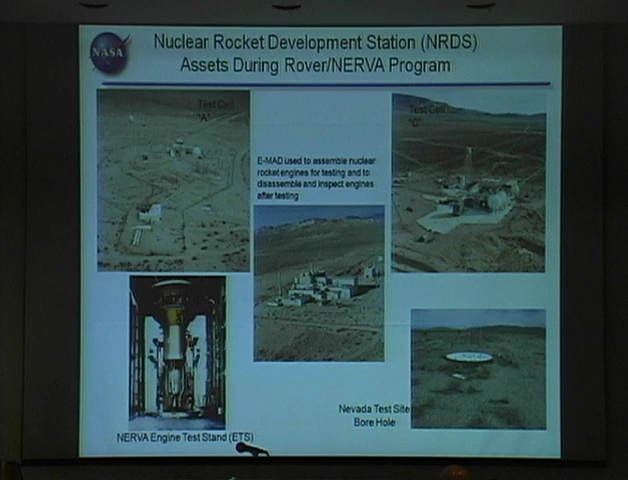 NASA
Nuclear Rocket Development Station (NRDS)
Assets During Rover/NERVA Program
Test Cell
"A"
Test Cell
"C"
E-MAD used to assemble nuclear
rocket engines for testing and to
disassemble and inspect engines
after testing
Nevada Test Site
Bore Hole
NERVA Engine Test Stand (ETS)